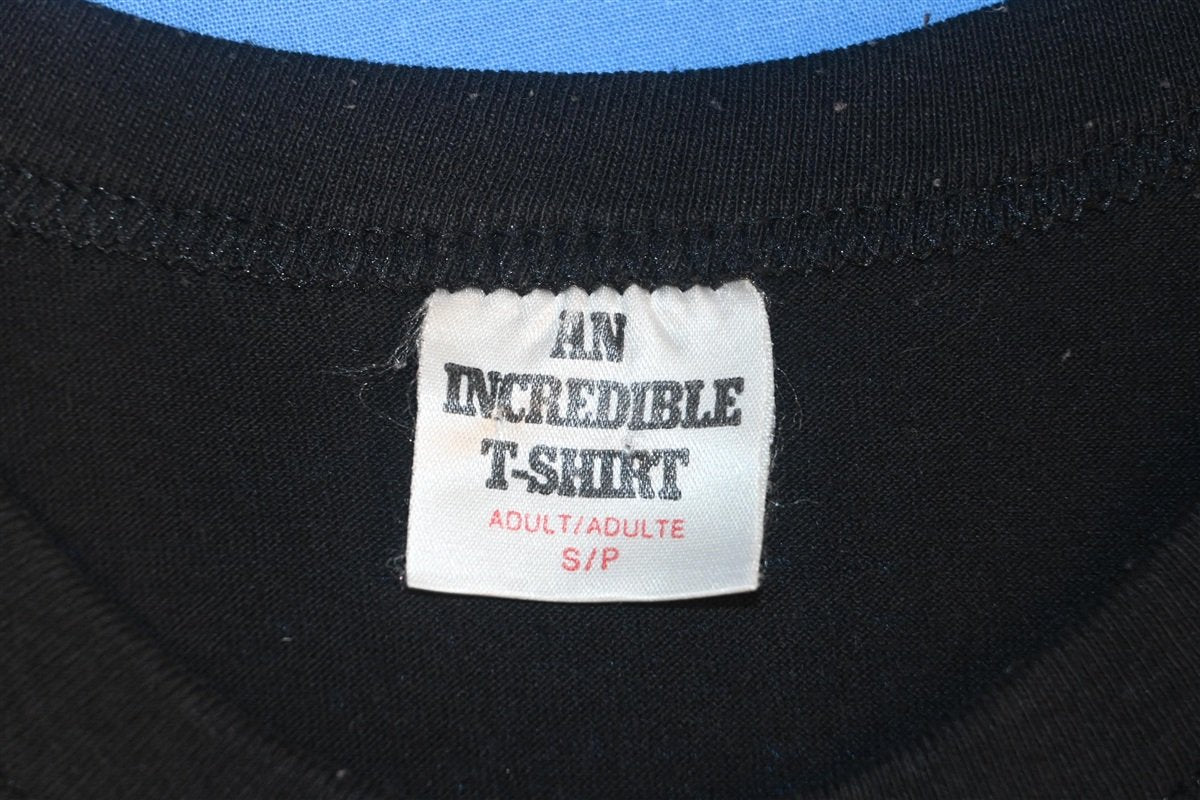 AN
INCREDIBLE
T-SHIRT
ADULT/ADULTE
S/P